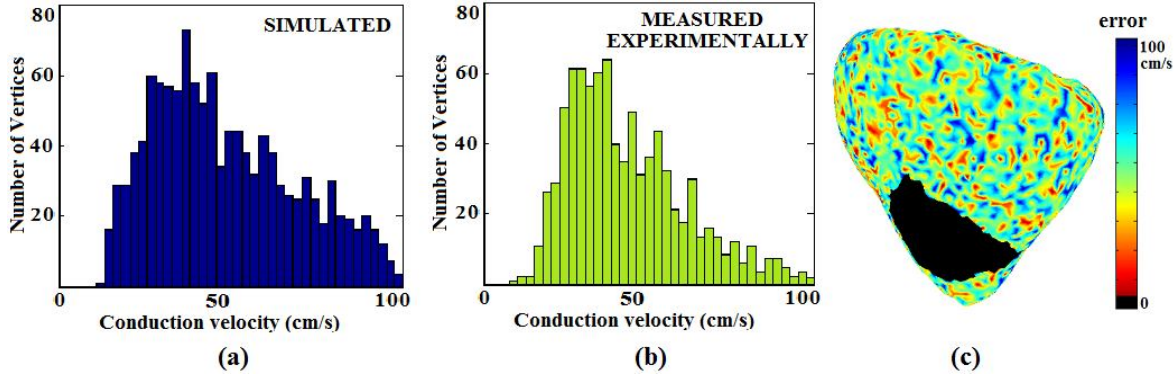 80
60
40
20
SIMULATED
Number of Vertices
0
50
100
Conduction velocity (cm/s)
(a)
80
60
40
20
MEASURED
EXPERIMENTALLY
Number of Vertices
0
50
100
Conduction velocity (cm/s)
(b)
error
100
cm/s
0
(c)